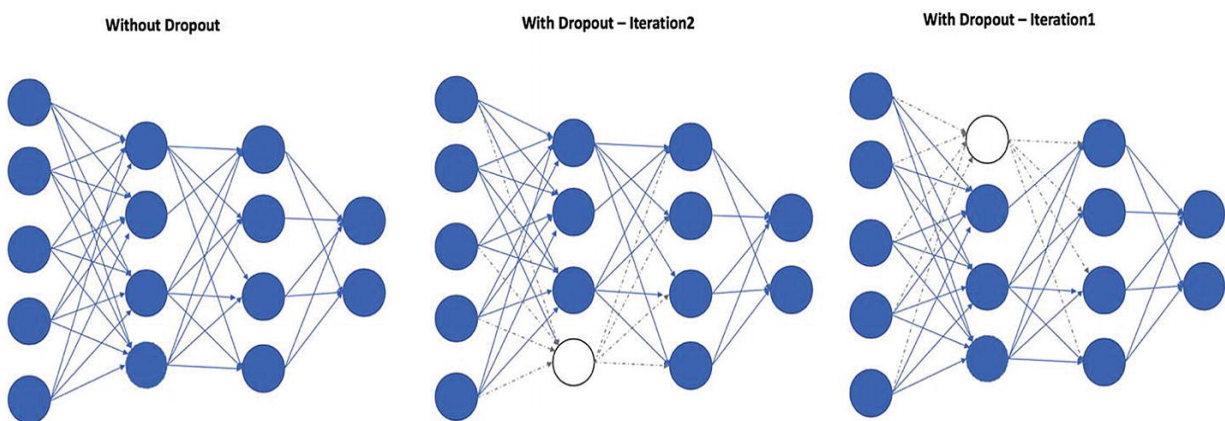 Without Dropout
With Dropout – Iteration2
With Dropout – Iteration1